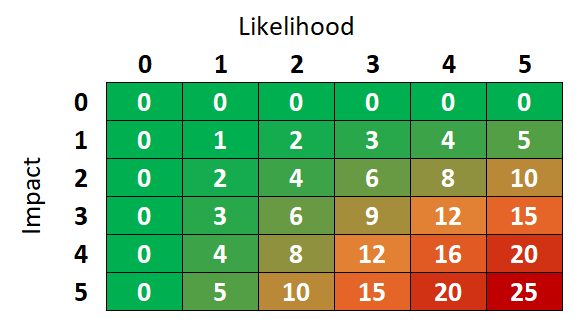 Likelihood
0 1 2 3 4 5
0 0 0 0 0 0 0
1 0 1 2 3 4 5
2 0 2 4 6 8 10
Impact
3 0 3 6 9 12 15
4 0 4 8 12 16 20
5 0 5 10 15 20 25